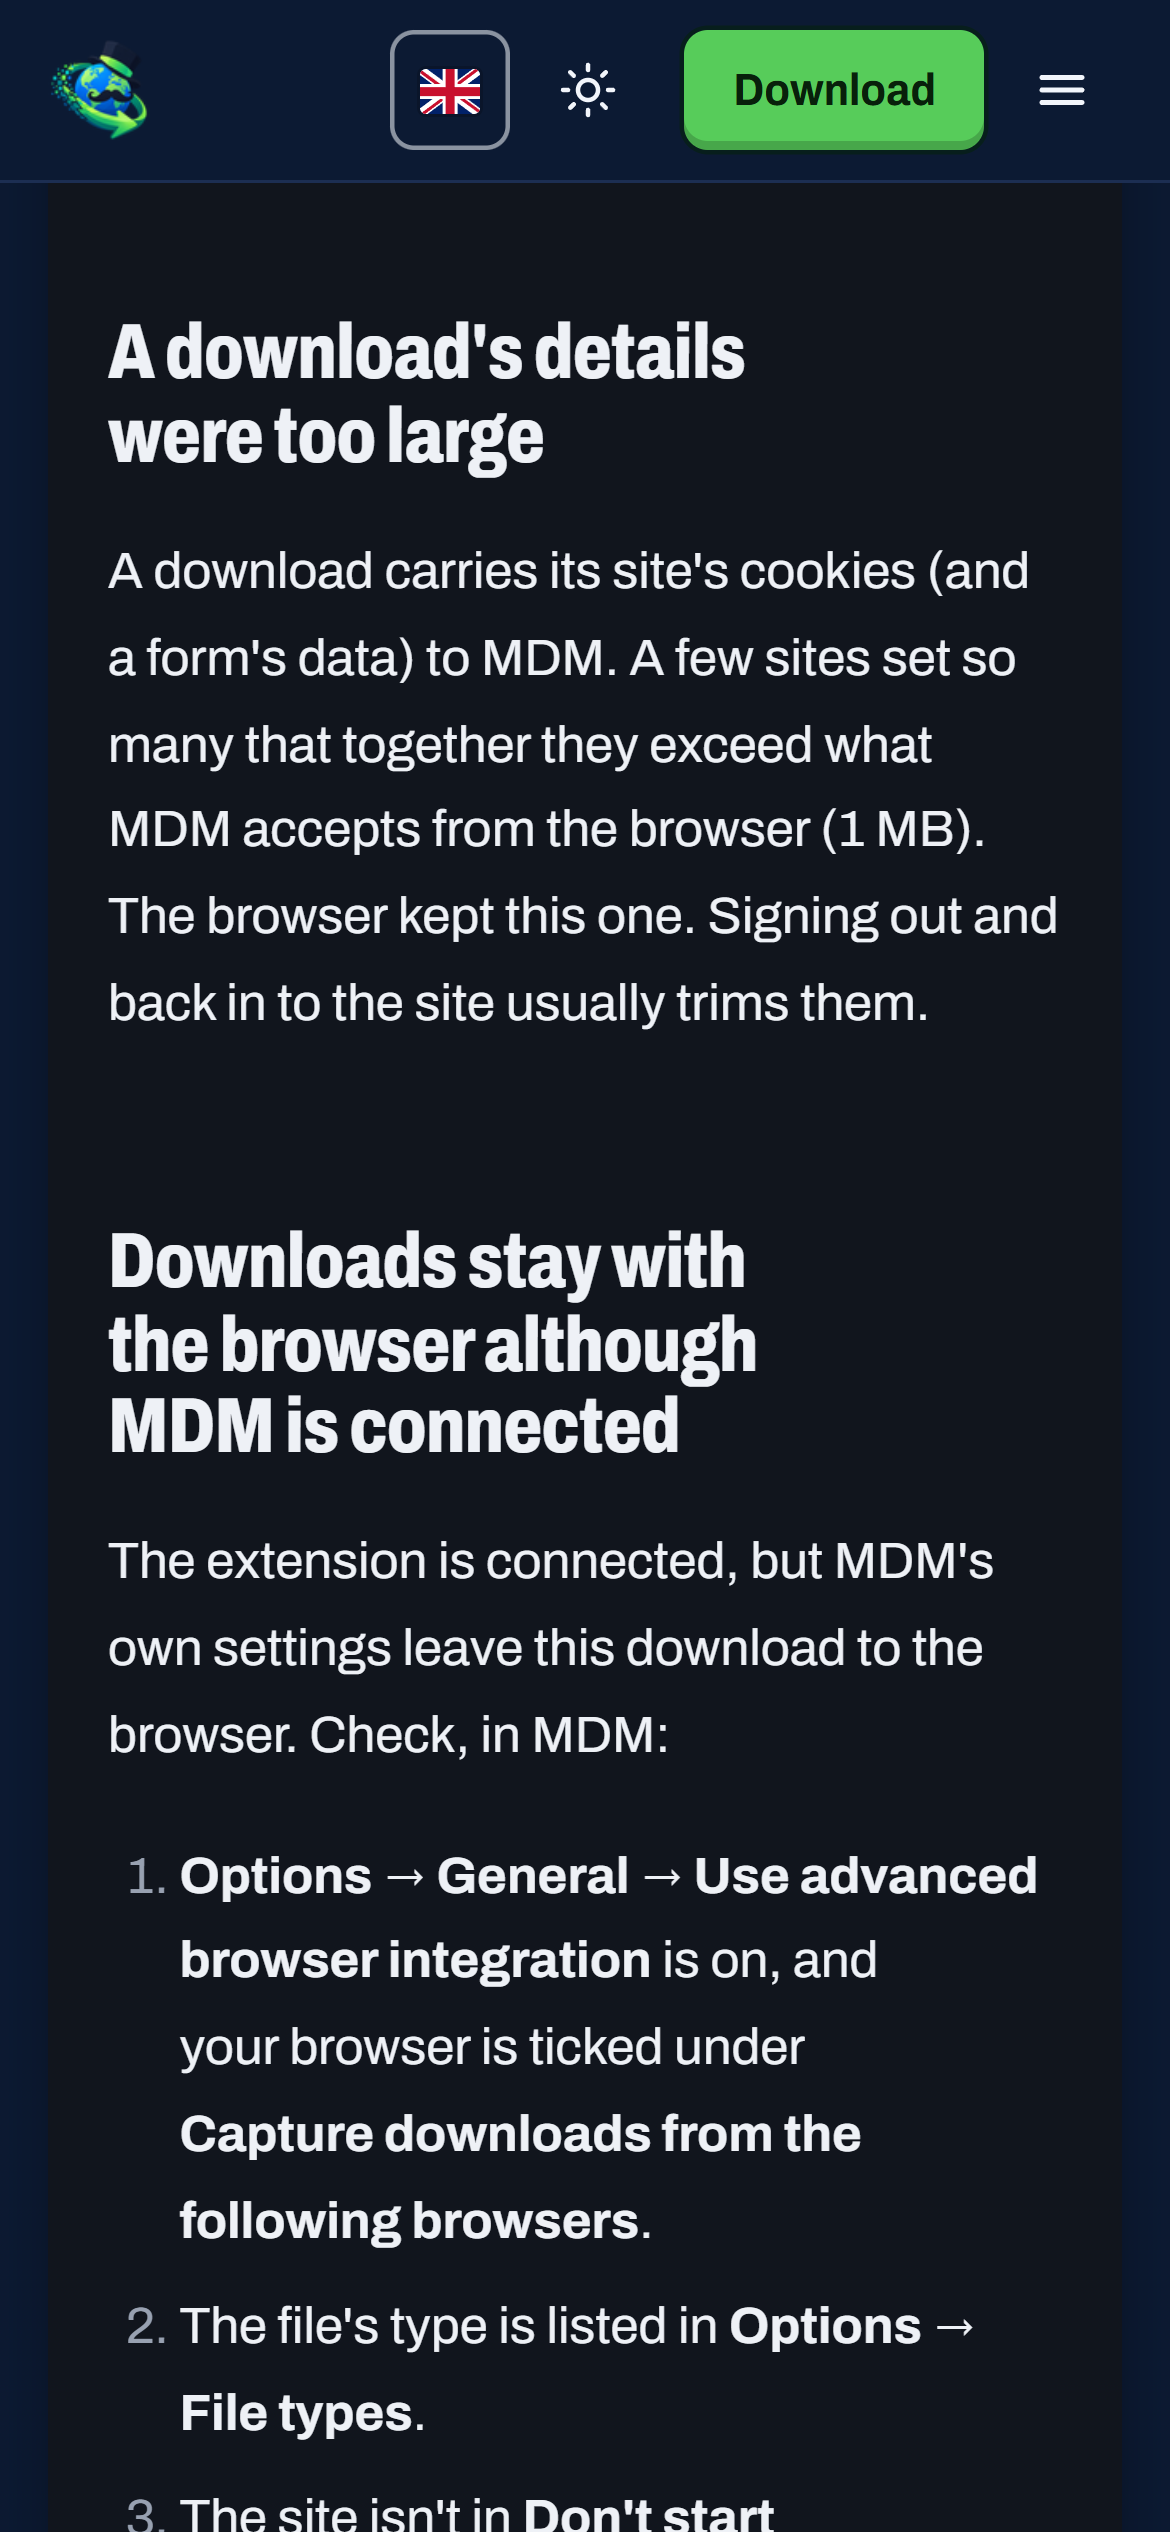 Download
A download's details
were too large
A download carries its site's cookies (and
a form's data) to MDM. A few sites set so
many that together they exceed what
MDM accepts from the browser (1 MB).
The browser kept this one. Signing out and
back in to the site usually trims them.
Downloads stay with
the browser although
MDM is connected
The extension is connected, but MDM's
own settings leave this download to the
browser. Check, in MDM:
1. Options → General → Use advanced
browser integration is on, and
your browser is ticked under
Capture downloads from the
following browsers.
2. The file's type is listed in Options →
File types.
3. The site isn't in Don't start